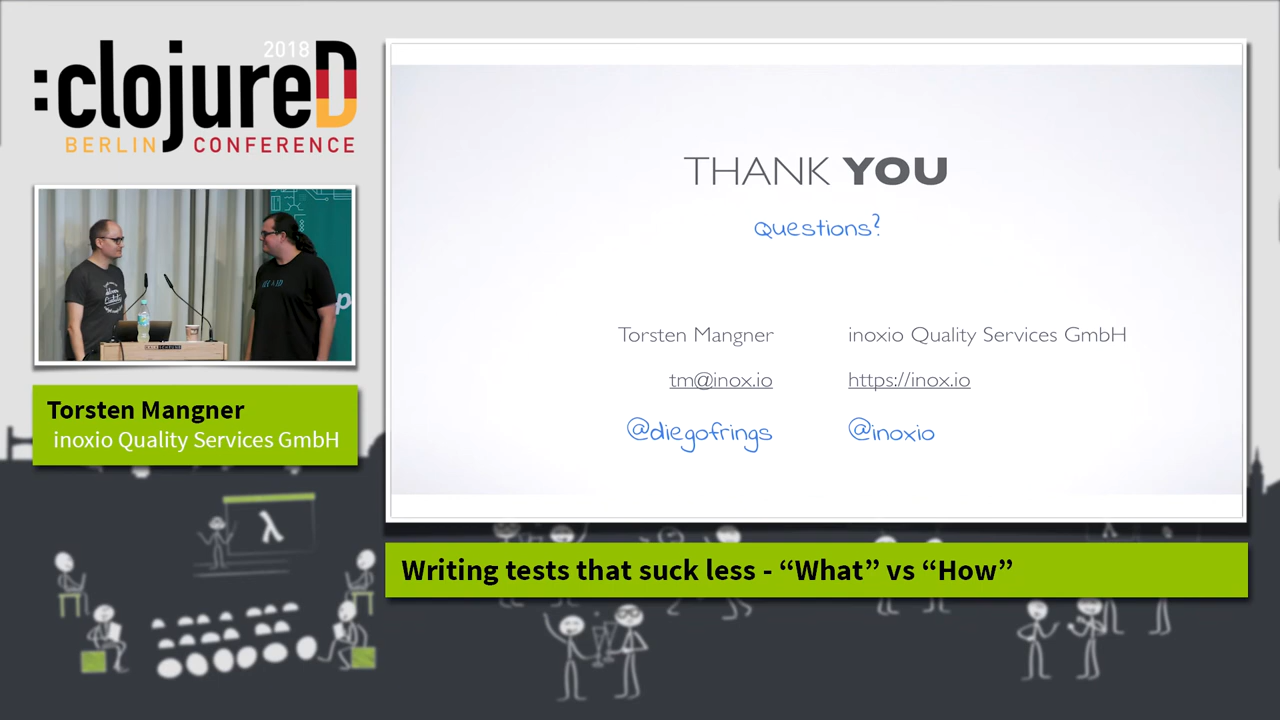 2018
:clojureD
BERLIN CONFERENCE
THANK YOU
Questions?
Torsten Mangner
inoxio Quality Services GmbH
tm@inox.io
https://inox.io
@diegofrings
@inoxio
Torsten Mangner
inoxio Quality Services GmbH
λ
Writing tests that suck less - “What” vs “How”